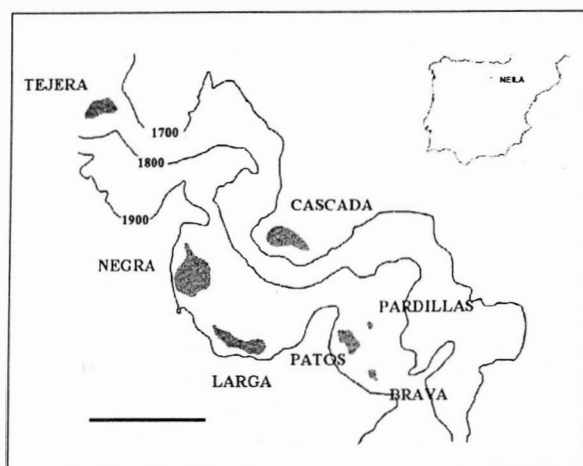 NEILA
TEJERA
1700
1800
CASCADA
1900
NEGRA
PARDILLAS
PATOS
LARGA
BRAVA